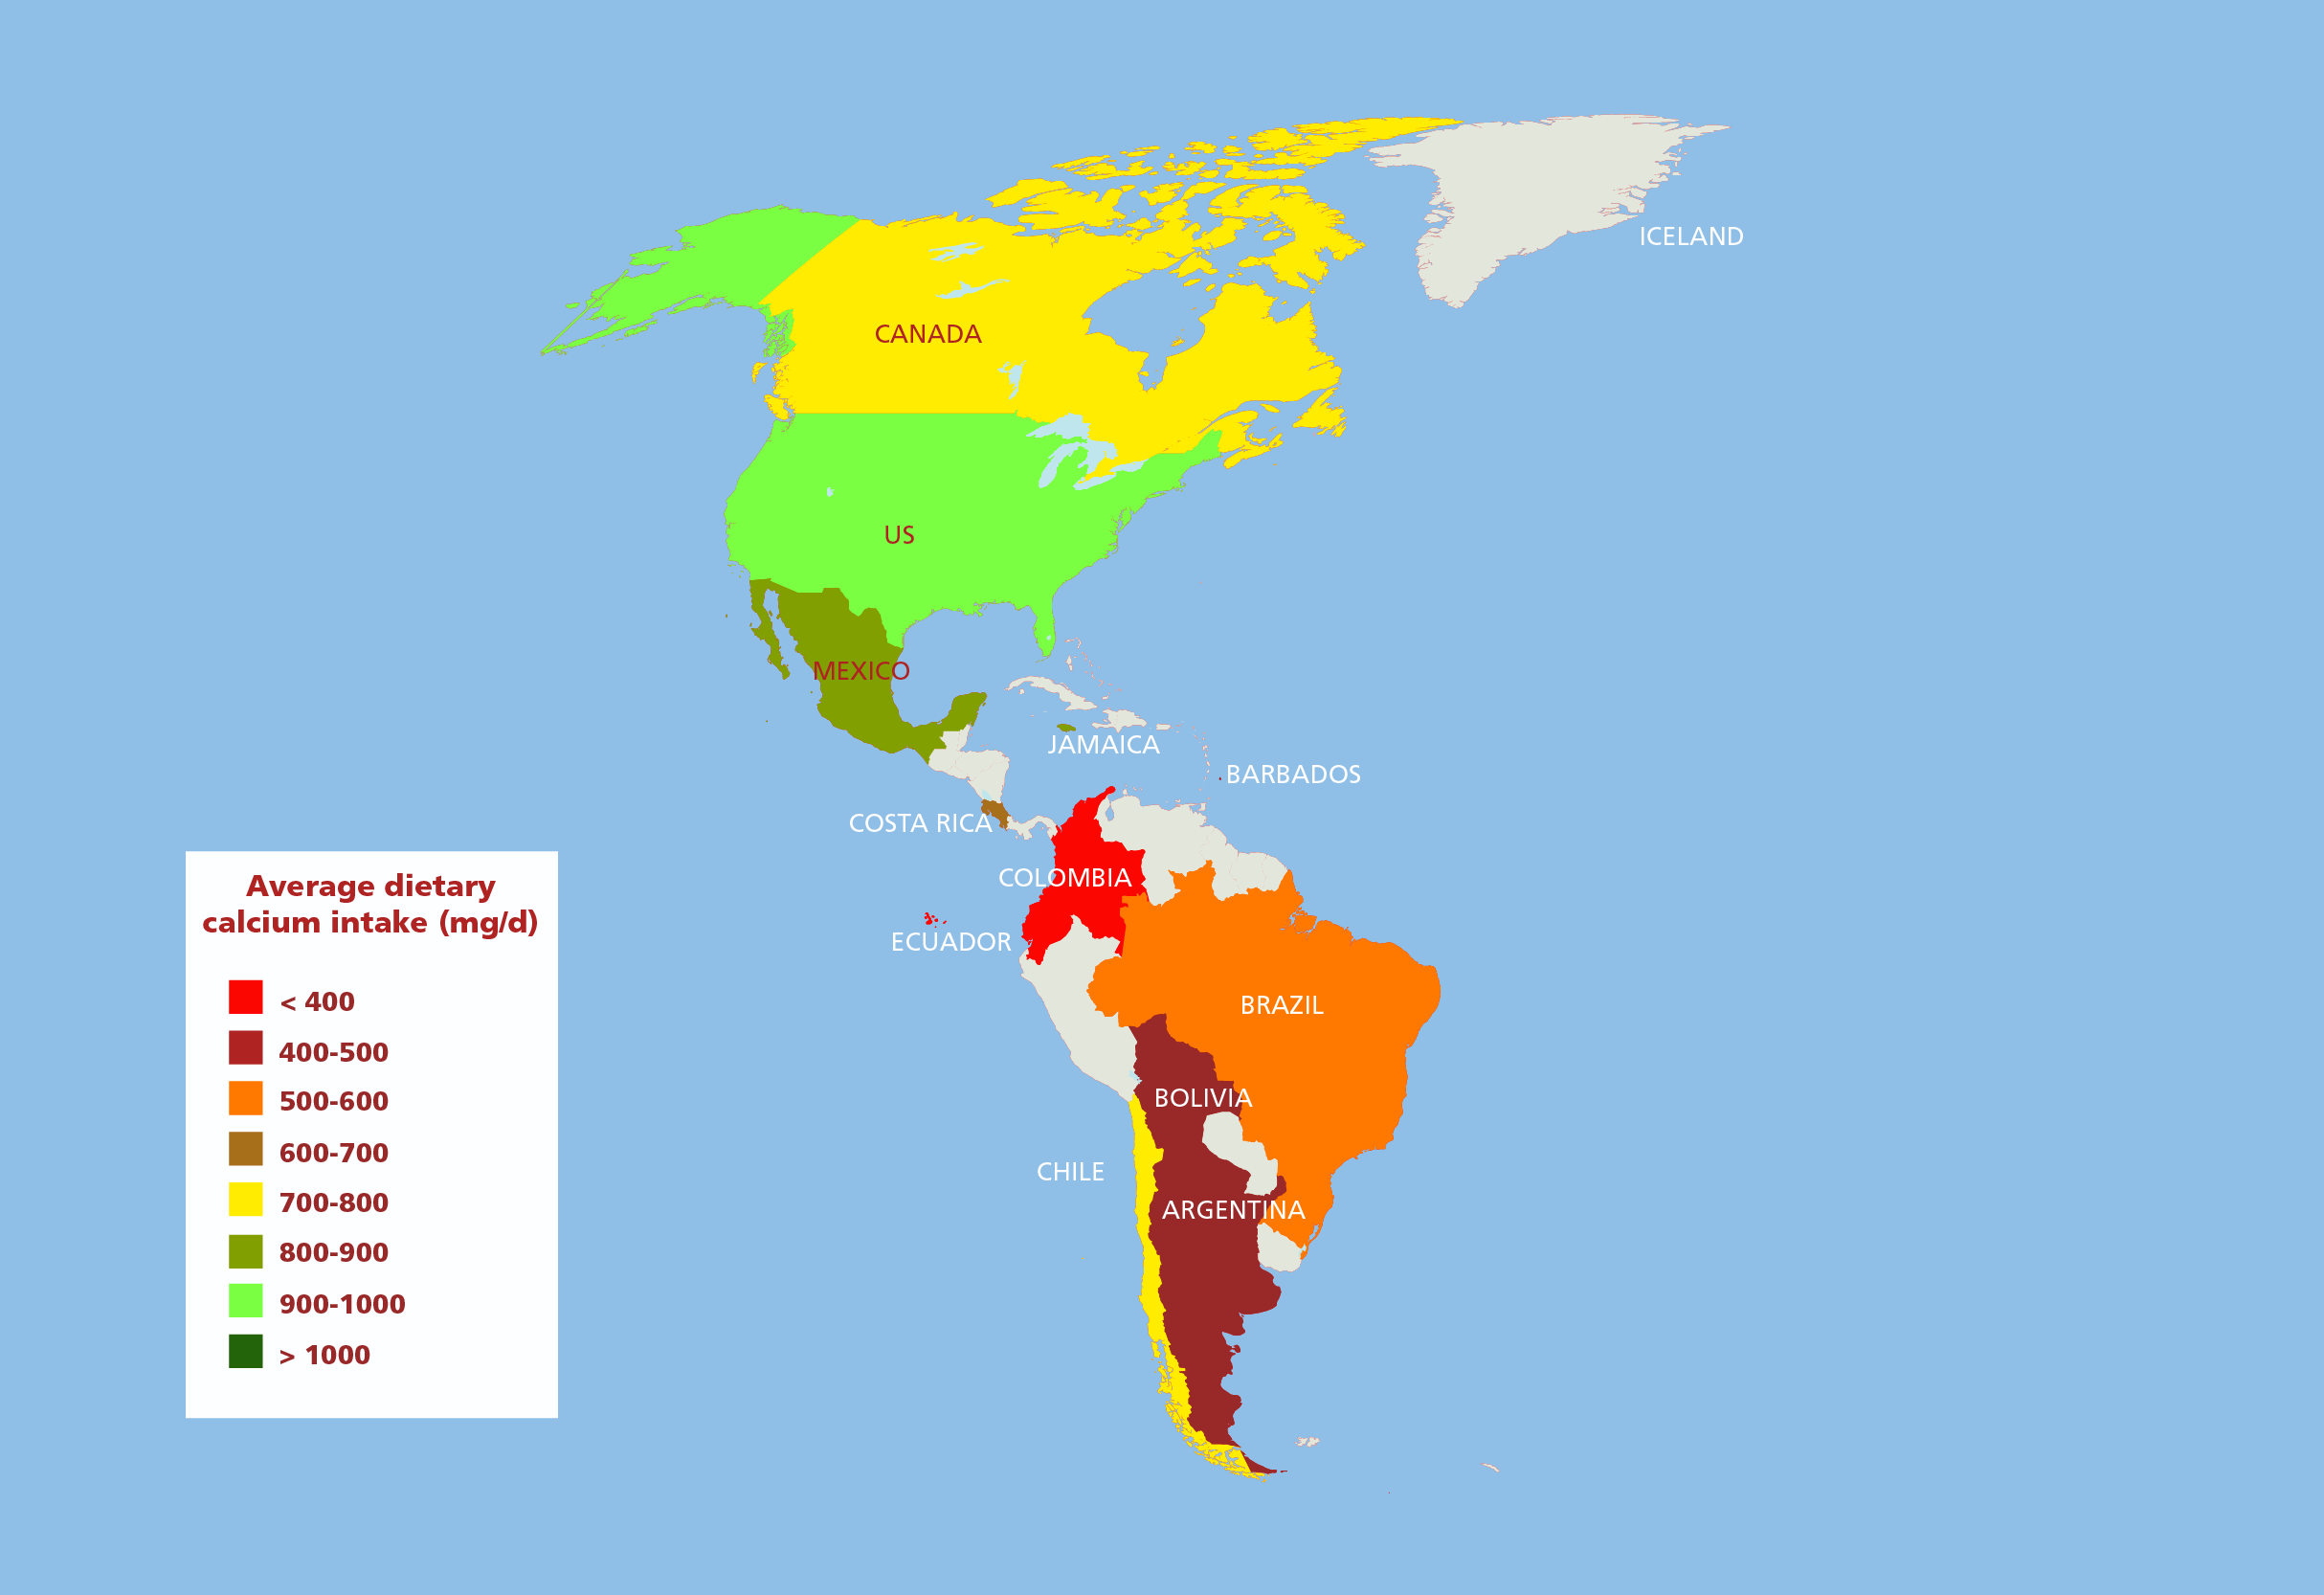 ICELAND
CANADA
US
MEXICO
JAMAICA
BARBADOS
COSTA RICA
COLOMBIA
ECUADOR
BRAZIL
BOLIVIA
CHILE
ARGENTINA
Average dietary
calcium intake (mg/d)
< 400
400-500
500-600
600-700
700-800
800-900
900-1000
> 1000